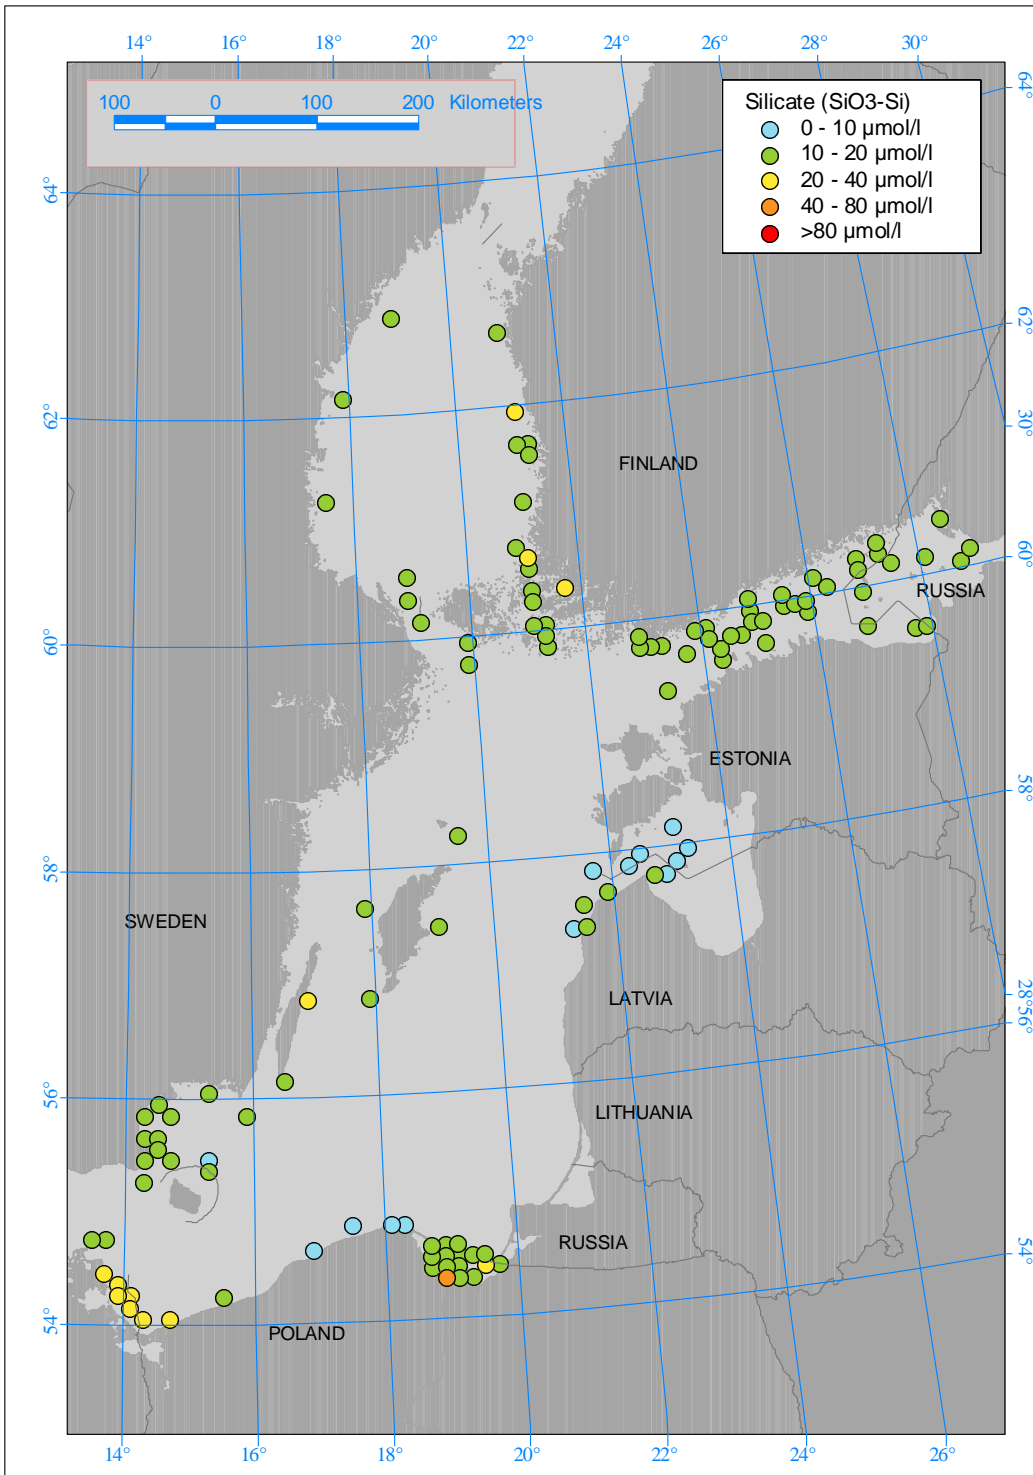 14° 16° 18° 20° 22° 24° 26° 28° 30°
100 0 100 200 Kilometers
Silicate (SiO3-Si)
0 - 10 µmol/l
10 - 20 µmol/l
20 - 40 µmol/l
40 - 80 µmol/l
>80 µmol/l
64°
64°
62°
62°
30°
FINLAND
60°
RUSSIA
60°
ESTONIA
58°
58°
SWEDEN
LATVIA
28°
56°
56°
LITHUANIA
RUSSIA
54°
54°
POLAND
14° 16° 18° 20° 22° 24° 26°